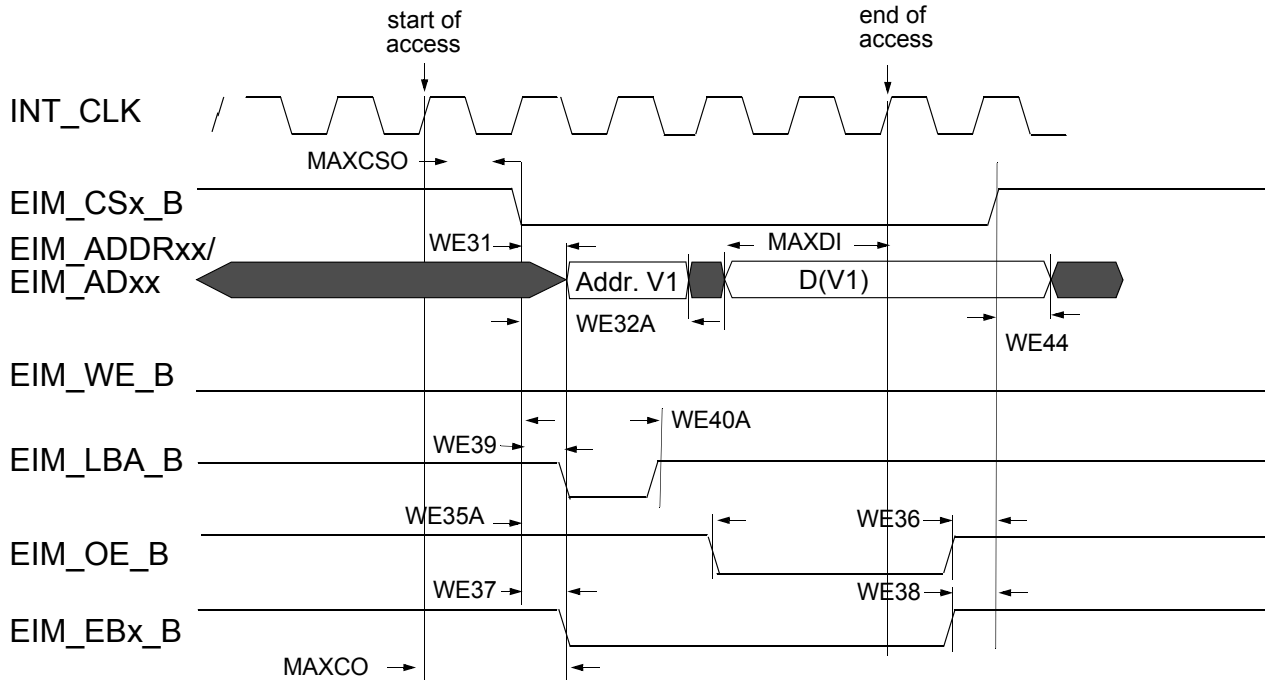 start of
access
end of
access
INT_CLK
MAXCSO
EIM_CSx_B
EIM_ADDRxx/
EIM_ADxx
WE31
MAXDI
Addr. V1
D(V1)
WE32A
WE44
EIM_WE_B
WE40A
WE39
EIM_LBA_B
WE35A
WE36
EIM_OE_B
WE37
WE38
EIM_EBx_B
MAXCO